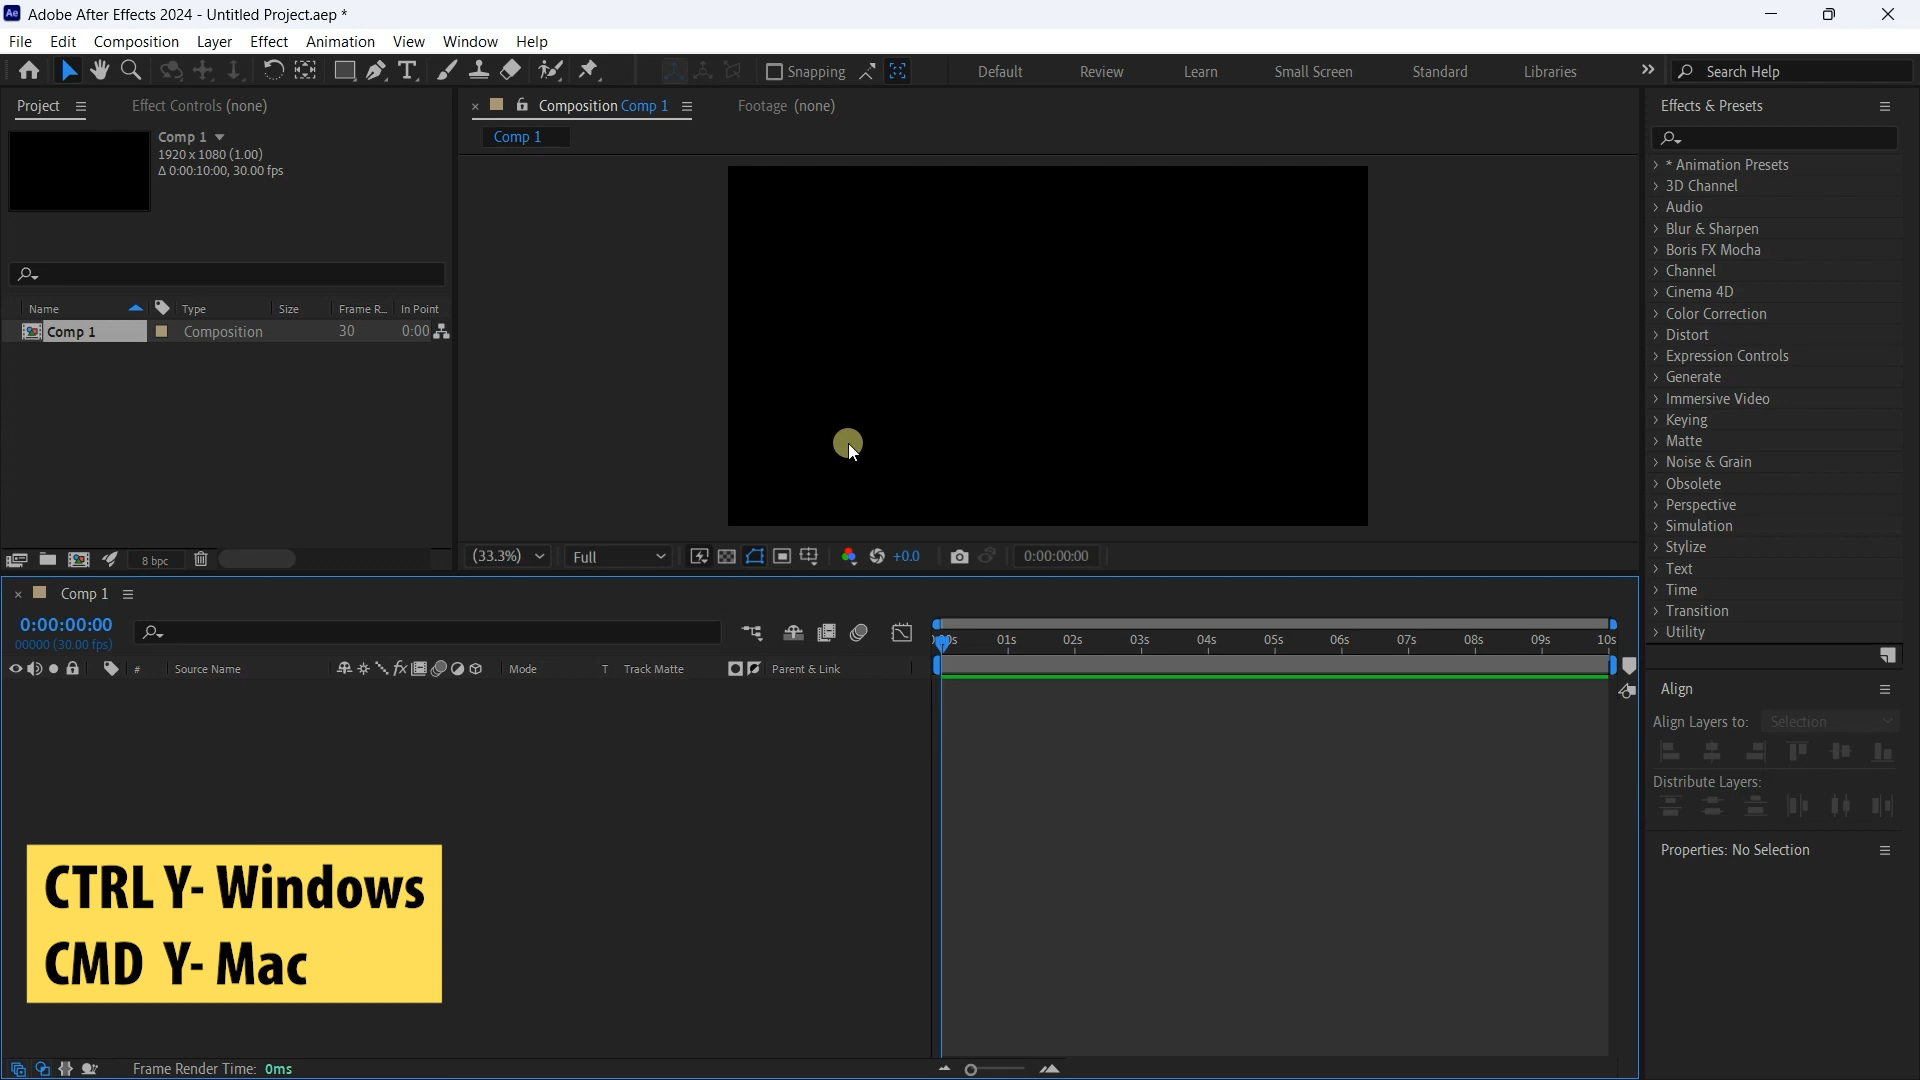 Adobe After Effects 2024 - Untitled Project.aep *
File Edit Composition Layer Effect Animation View Window Help
Snapping Default Review Learn Small Screen Standard Libraries Search Help
Project Effect Controls (none)
Comp 1
1920 x 1080 (1.00)
Δ 0:00:10:00, 30.00 fps
Name Type Size Frame R... In Point
Comp 1 Composition 30 0:00
8 bpc
Composition Comp 1 Footage (none)
Comp 1
(33.3%) Full +0.0 0:00:00:00
Effects & Presets
* Animation Presets
3D Channel
Audio
Blur & Sharpen
Boris FX Mocha
Channel
Cinema 4D
Color Correction
Distort
Expression Controls
Generate
Immersive Video
Keying
Matte
Noise & Grain
Obsolete
Perspective
Simulation
Stylize
Text
Time
Transition
Utility
Align
Align Layers to: Selection
Distribute Layers:
Properties: No Selection
Comp 1
0:00:00:00
00000 (30.00 fps)
01s 02s 03s 04s 05s 06s 07s 08s 09s 10s
# Source Name Mode T Track Matte Parent & Link
CTRL Y- Windows
CMD Y- Mac
Frame Render Time: 0ms